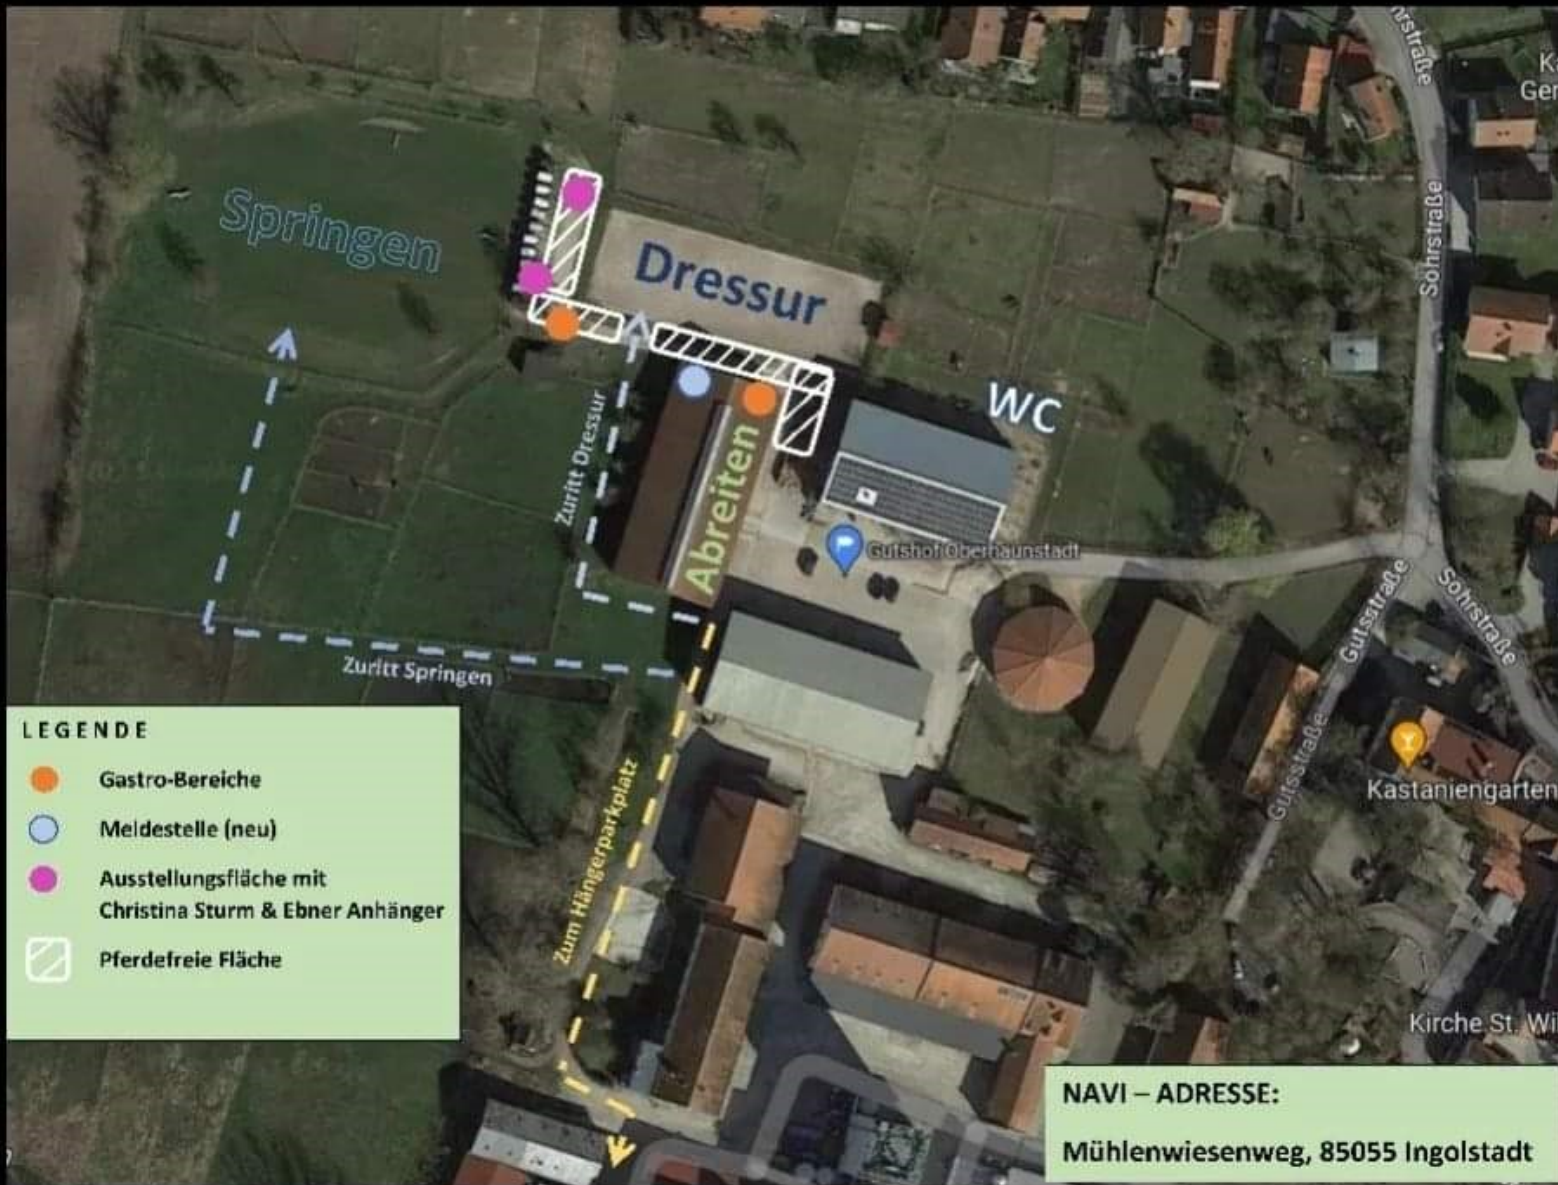 Sohrstraße
Springen
Dressur
WC
Zuritt Dressur
Abreiten
Gutshof Oberhaunstadt
Sohrstraße
Gutsstraße
Sohrstraße
Zuritt Springen
Gutsstraße
Kastaniengarten
Zum Hängerparkplatz
LEGENDE
Gastro-Bereiche
Meldestelle (neu)
Ausstellungsfläche mit
Christina Sturm & Ebner Anhänger
Pferdefreie Fläche
Kirche St. Wi
NAVI – ADRESSE:
Mühlenwiesenweg, 85055 Ingolstadt